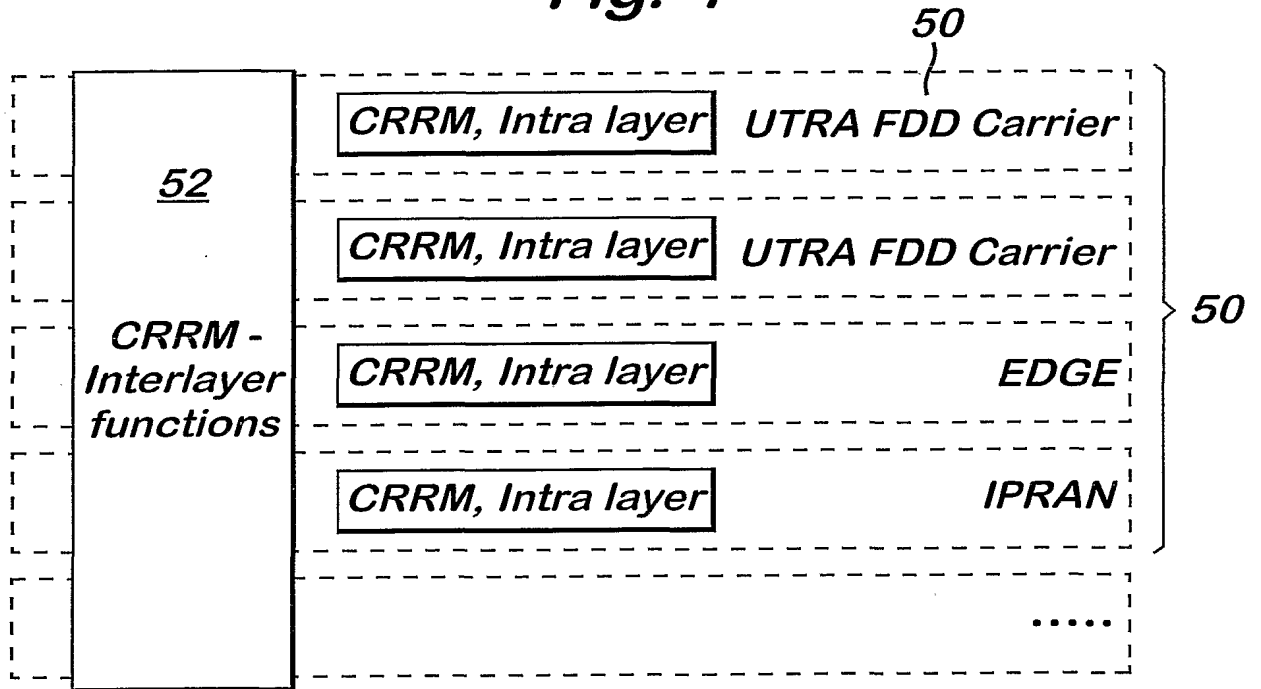 50
CRRM, Intra layer UTRA FDD Carrier
52
CRRM, Intra layer UTRA FDD Carrier
50
CRRM -
Interlayer
functions
CRRM, Intra layer EDGE
CRRM, Intra layer IPRAN
.....